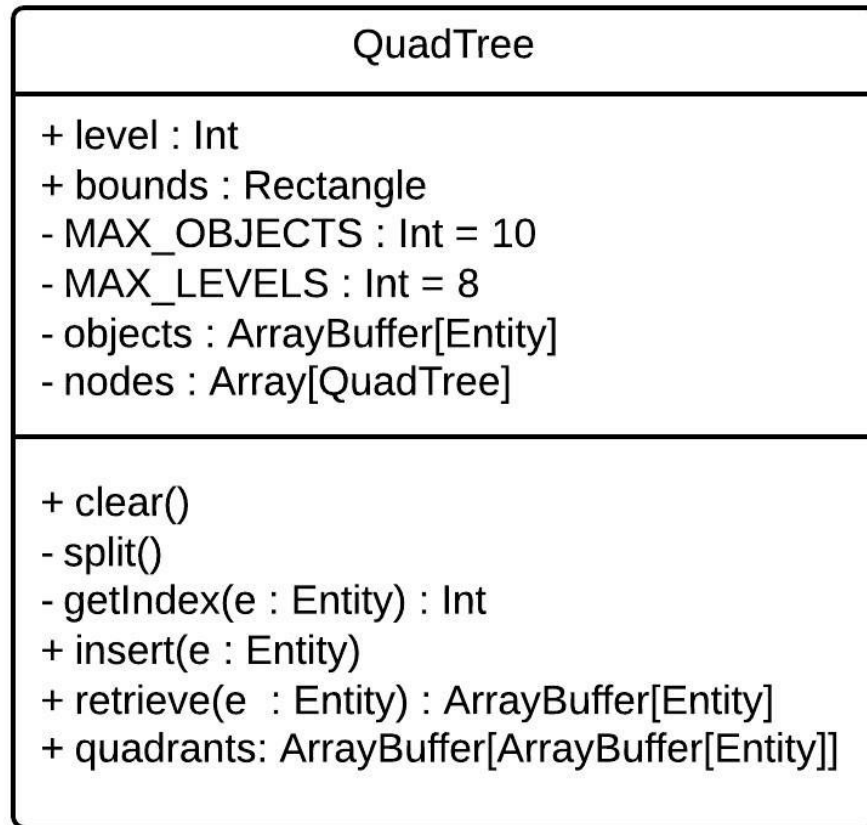 QuadTree
+ level : Int
+ bounds : Rectangle
- MAX_OBJECTS : Int = 10
- MAX_LEVELS : Int = 8
- objects : ArrayBuffer[Entity]
- nodes : Array[QuadTree]
+ clear()
- split()
- getIndex(e : Entity) : Int
+ insert(e : Entity)
+ retrieve(e  : Entity) : ArrayBuffer[Entity]
+ quadrants: ArrayBuffer[ArrayBuffer[Entity]]